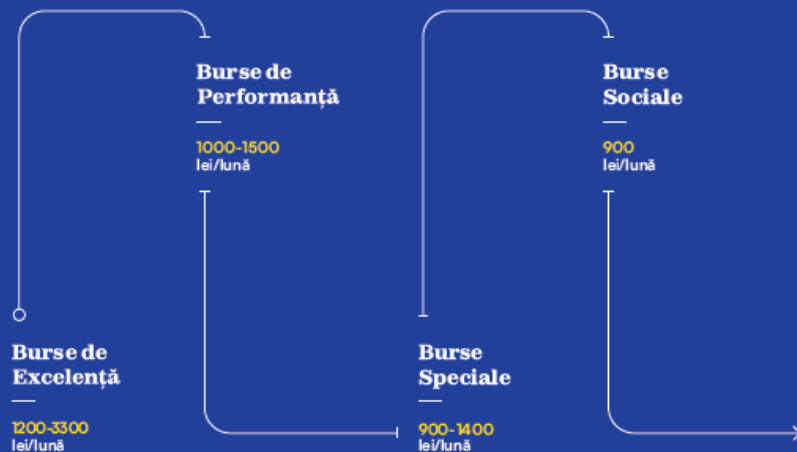 Burse de
Performanță
1000-1500
lei/lună
Burse
Sociale
900
lei/lună
Burse de
Excelență
1200-3300
lei/lună
Burse
Speciale
900-1400
lei/lună